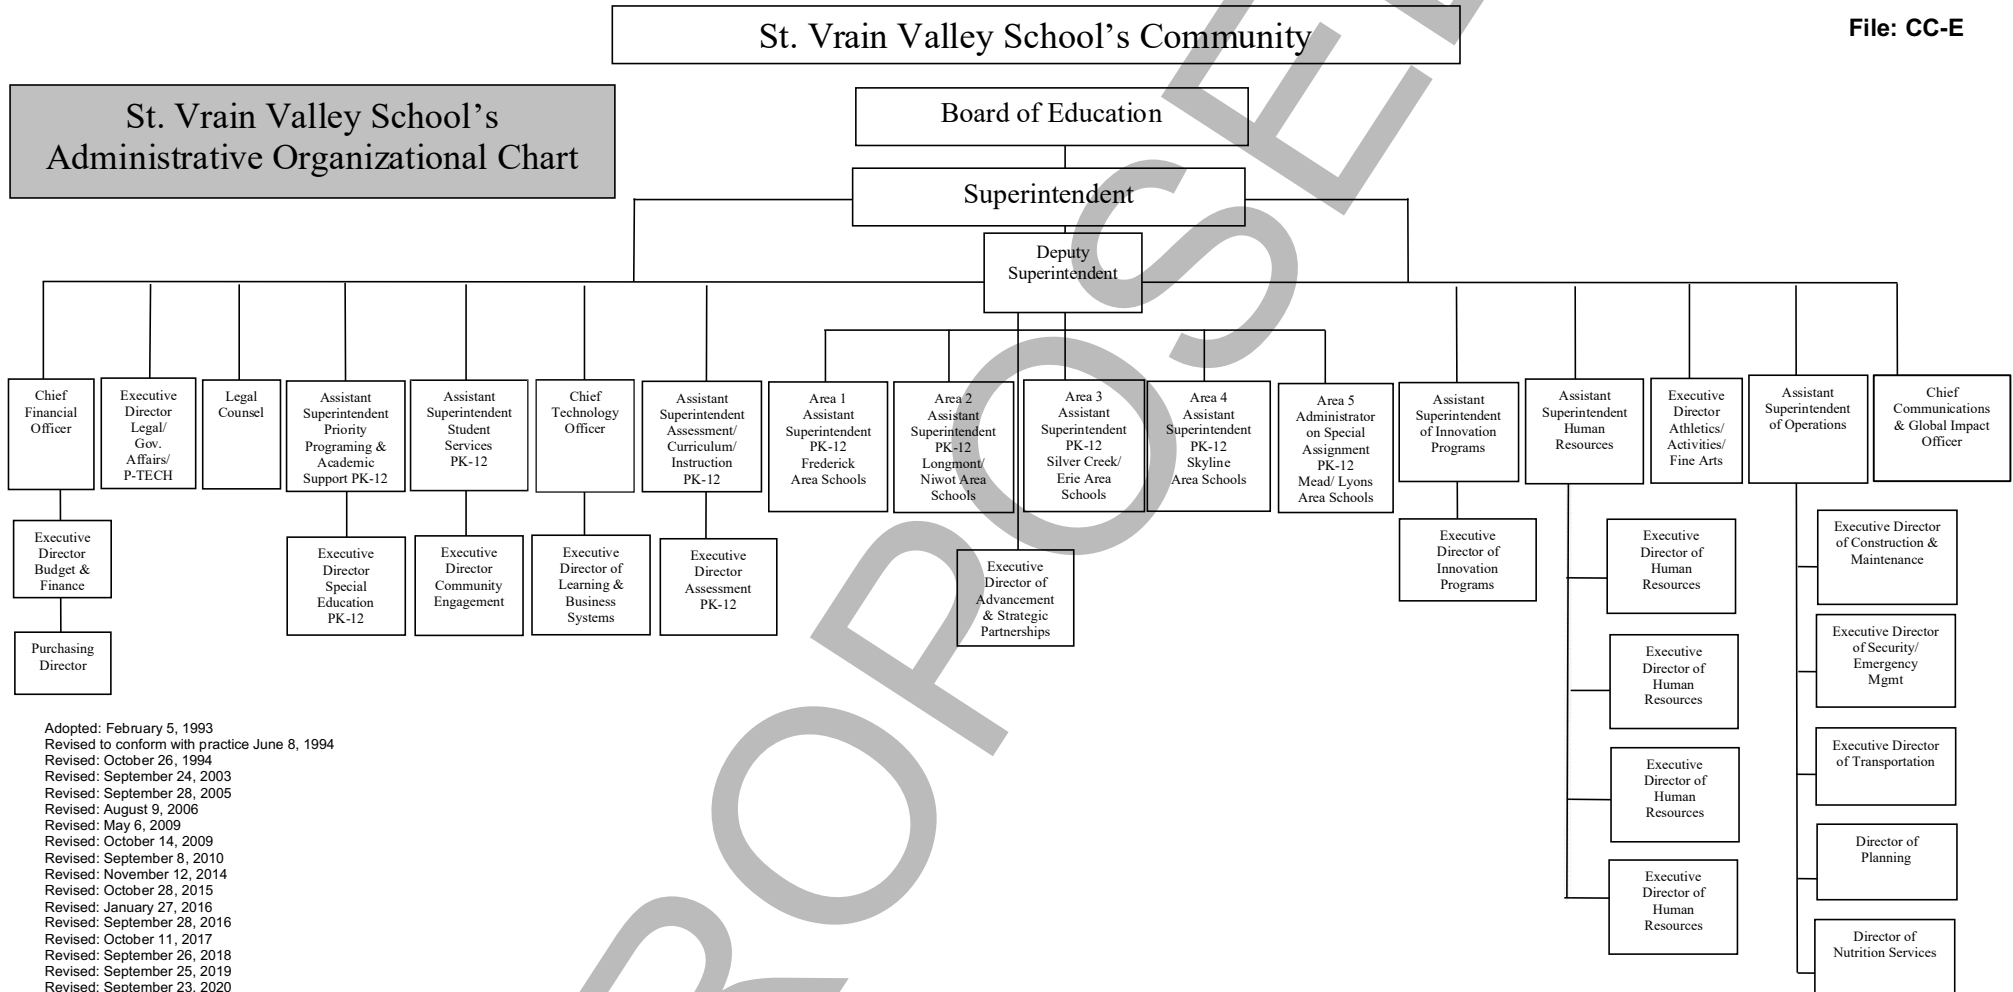 St. Vrain Valley School’s Community
File: CC-E
St. Vrain Valley School’s
Administrative Organizational Chart
Board of Education
Superintendent
Deputy
Superintendent
Chief
Financial
Officer
Executive
Director
Legal/
Gov.
Affairs/
P-TECH
Legal
Counsel
Assistant
Superintendent
Priority
Programing &
Academic
Support PK-12
Assistant
Superintendent
Student
Services
PK-12
Chief
Technology
Officer
Assistant
Superintendent
Assessment/
Curriculum/
Instruction
PK-12
Area 1
Assistant
Superintendent
PK-12
Frederick
Area Schools
Area 2
Assistant
Superintendent
PK-12
Longmont/
Niwot Area
Schools
Area 3
Assistant
Superintendent
PK-12
Silver Creek/
Erie Area
Schools
Area 4
Assistant
Superintendent
PK-12
Skyline
Area Schools
Area 5
Administrator
on Special
Assignment
PK-12
Mead/ Lyons
Area Schools
Assistant
Superintendent
of Innovation
Programs
Assistant
Superintendent
Human
Resources
Executive
Director
Athletics/
Activities/
Fine Arts
Assistant
Superintendent
of Operations
Chief
Communications
& Global Impact
Officer
Executive
Director
Budget &
Finance
Purchasing
Director
Executive
Director
Special
Education
PK-12
Executive
Director
Community
Engagement
Executive
Director of
Learning &
Business
Systems
Executive
Director
Assessment
PK-12
Executive
Director of
Advancement
& Strategic
Partnerships
Executive
Director of
Innovation
Programs
Executive
Director of
Human
Resources
Executive
Director of
Human
Resources
Executive
Director of
Human
Resources
Executive
Director of
Human
Resources
Executive Director
of Construction &
Maintenance
Executive Director
of Security/
Emergency
Mgmt
Executive Director
of Transportation
Director of
Planning
Director of
Nutrition Services
Adopted: February 5, 1993
Revised to conform with practice June 8, 1994
Revised: October 26, 1994
Revised: September 24, 2003
Revised: September 28, 2005
Revised: August 9, 2006
Revised: May 6, 2009
Revised: October 14, 2009
Revised: September 8, 2010
Revised: November 12, 2014
Revised: October 28, 2015
Revised: January 27, 2016
Revised: September 28, 2016
Revised: October 11, 2017
Revised: September 26, 2018
Revised: September 25, 2019
Revised: September 23, 2020